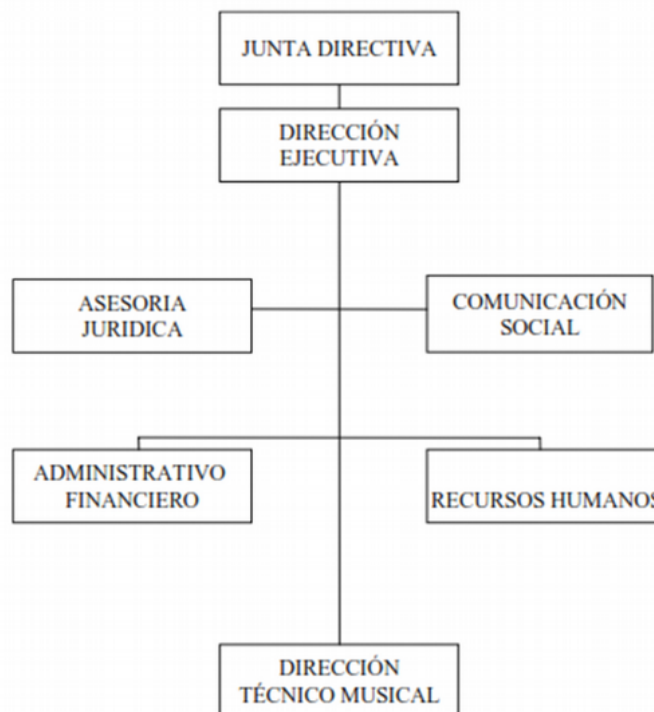 JUNTA DIRECTIVA
DIRECCIÓN
EJECUTIVA
ASESORIA
JURIDICA
COMUNICACIÓN
SOCIAL
ADMINISTRATIVO
FINANCIERO
RECURSOS HUMANOS
DIRECCIÓN
TÉCNICO MUSICAL